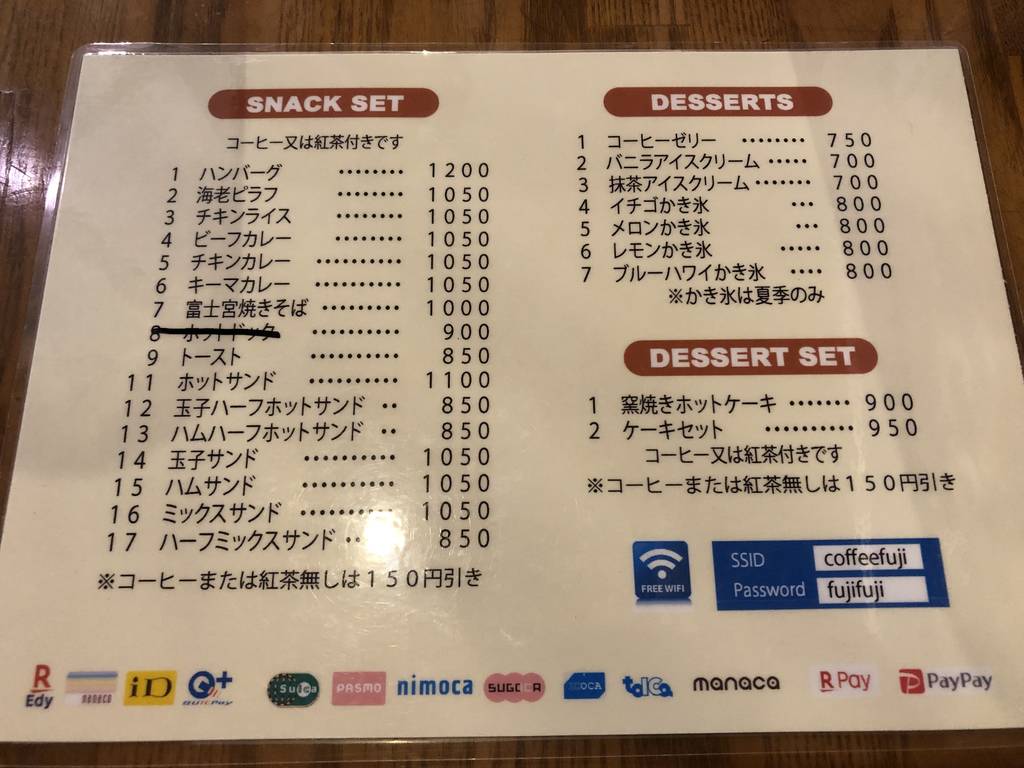 SNACK SET
コーヒー又は紅茶付きです
1 ハンバーグ ········ 1200
2 海老ピラフ ········ 1050
3 チキンライス ········ 1050
4 ビーフカレー ········ 1050
5 チキンカレー ·········· 1050
6 キーマカレー ·········· 1050
7 富士宮焼きそば ·········· 1000
8 ホットドック ·········· 900
9 トースト ·········· 850
11 ホットサンド ·········· 1100
12 玉子ハーフホットサンド ·· 850
13 ハムハーフホットサンド ·· 850
14 玉子サンド ·········· 1050
15 ハムサンド ·········· 1050
16 ミックスサンド ·········· 1050
17 ハーフミックスサンド ·· 850
※コーヒーまたは紅茶無しは150円引き
DESSERTS
1 コーヒーゼリー ········ 750
2 バニラアイスクリーム ····· 700
3 抹茶アイスクリーム ······· 700
4 イチゴかき氷 ··· 800
5 メロンかき氷 ··· 800
6 レモンかき氷 ····· 800
7 ブルーハワイかき氷 ···· 800
※かき氷は夏季のみ
DESSERT SET
1 窯焼きホットケーキ ······· 900
2 ケーキセット ·········· 950
コーヒー又は紅茶付きです
※コーヒーまたは紅茶無しは150円引き
FREE WIFI
SSID coffeefuji
Password fujifuji
R Edy nanaco iD Q+ QUICPay Suica PASMO nimoca SUGOCA ICOCA toICa manaca R Pay PayPay